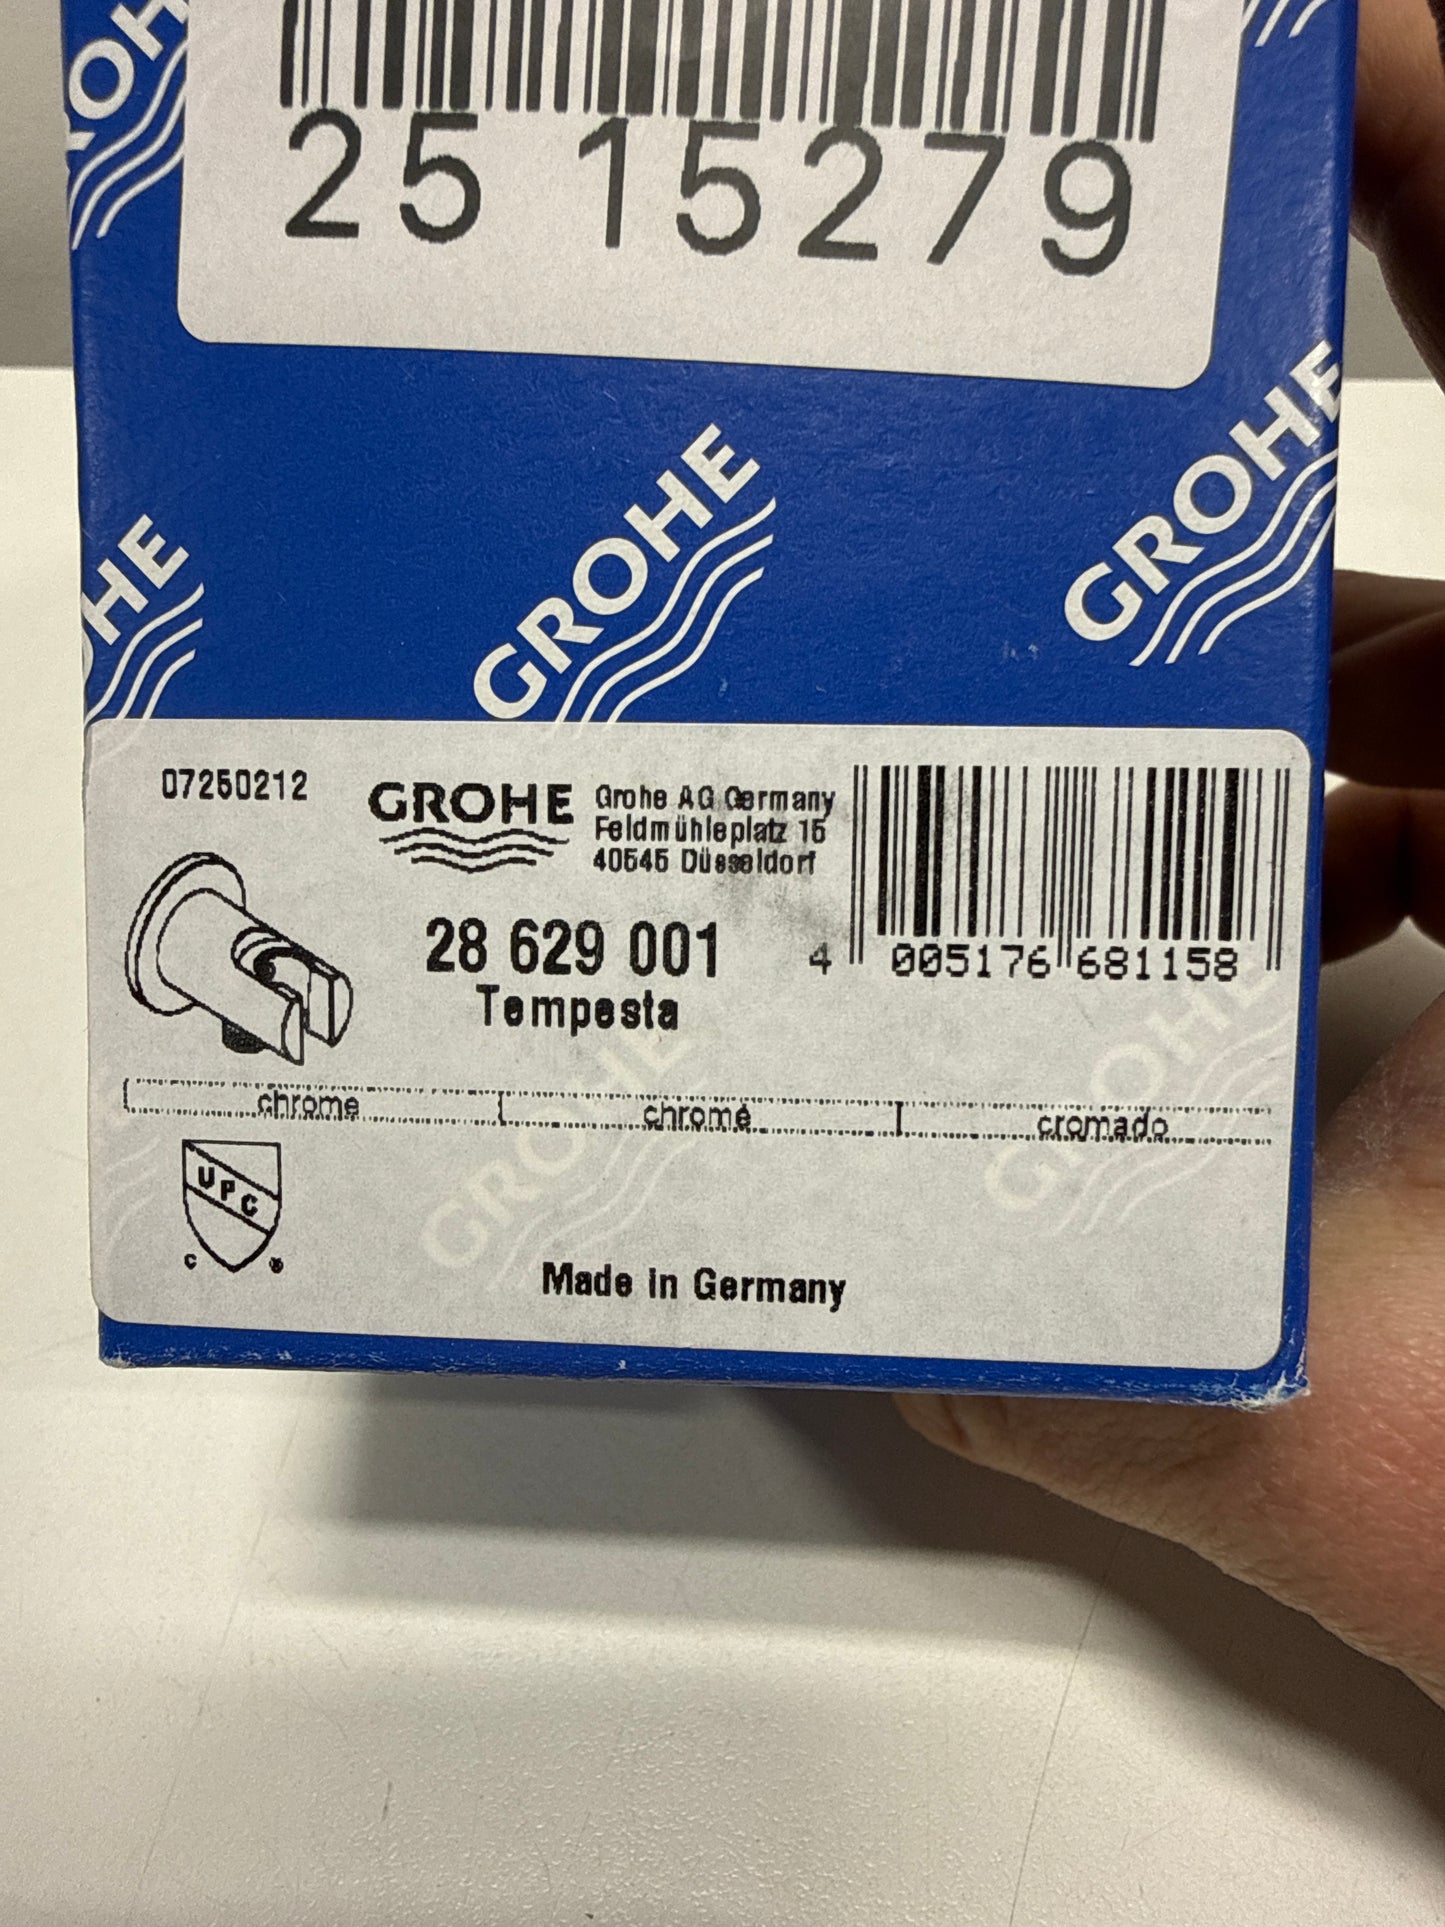 25 15279
GROHE
GROHE
GROHE
07250212
GROHE
Grohe AG Germany
Feldmühleplatz 15
40545 Düsseldorf
28 629 001
Tempesta
4 005176 681158
chrome chromé cromado
UPC
c ®
Made in Germany